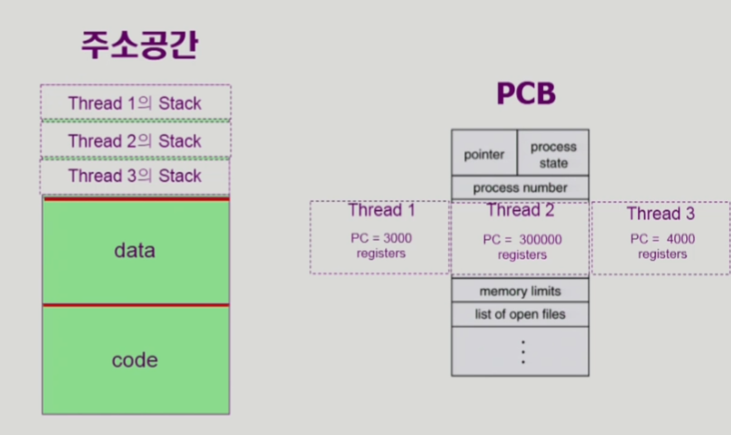 주소공간
Thread 1의 Stack
Thread 2의 Stack
Thread 3의 Stack
data
code
PCB
pointer
process
state
process number
Thread 1
PC = 3000
registers
Thread 2
PC = 300000
registers
Thread 3
PC = 4000
registers
memory limits
list of open files